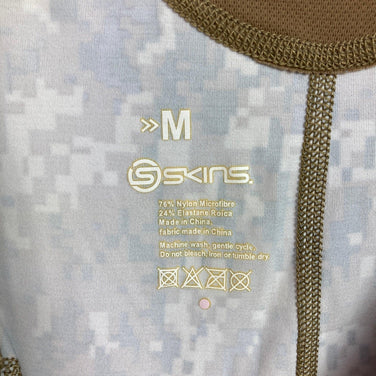 »M
SKINS.
76% Nylon Microfibre
24% Elastane Roica
Made in China,
fabric made in China
Machine wash, gentle cycle.
Do not bleach, iron or tumble dry.